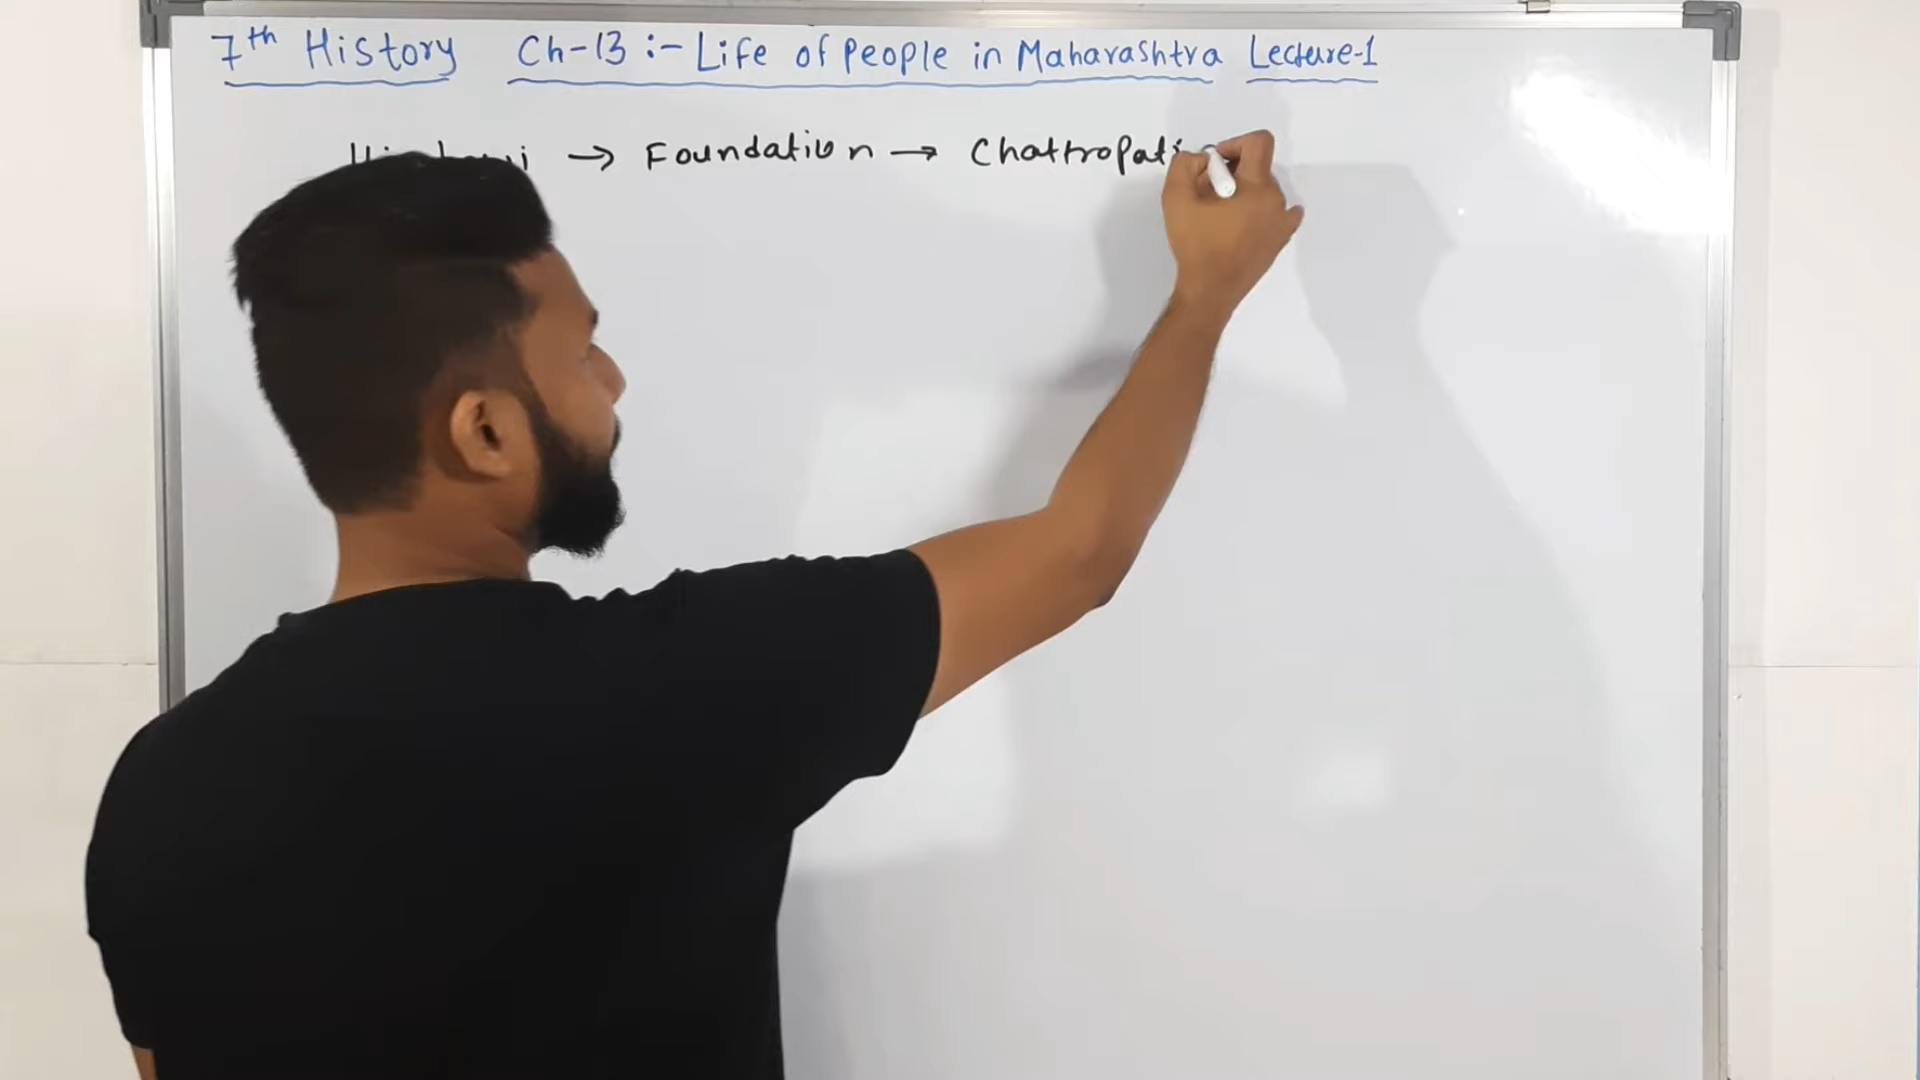 7th History Ch-13 :- Life of People in Maharashtra Lecture-1
→ Foundation →